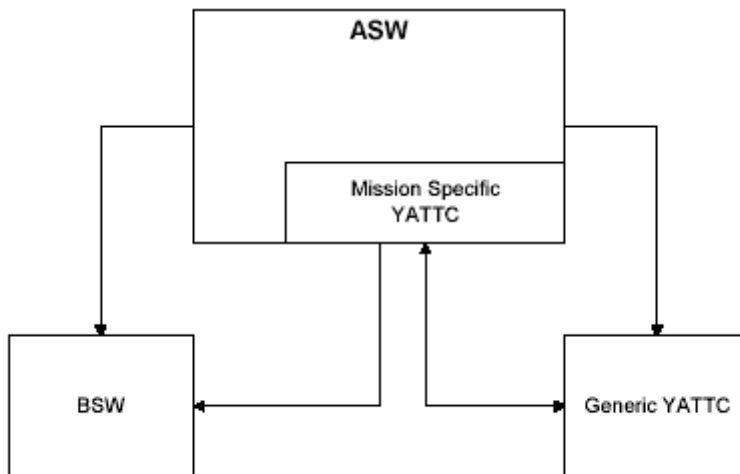 ASW
Mission Specific
YATTC
BSW
Generic YATTC